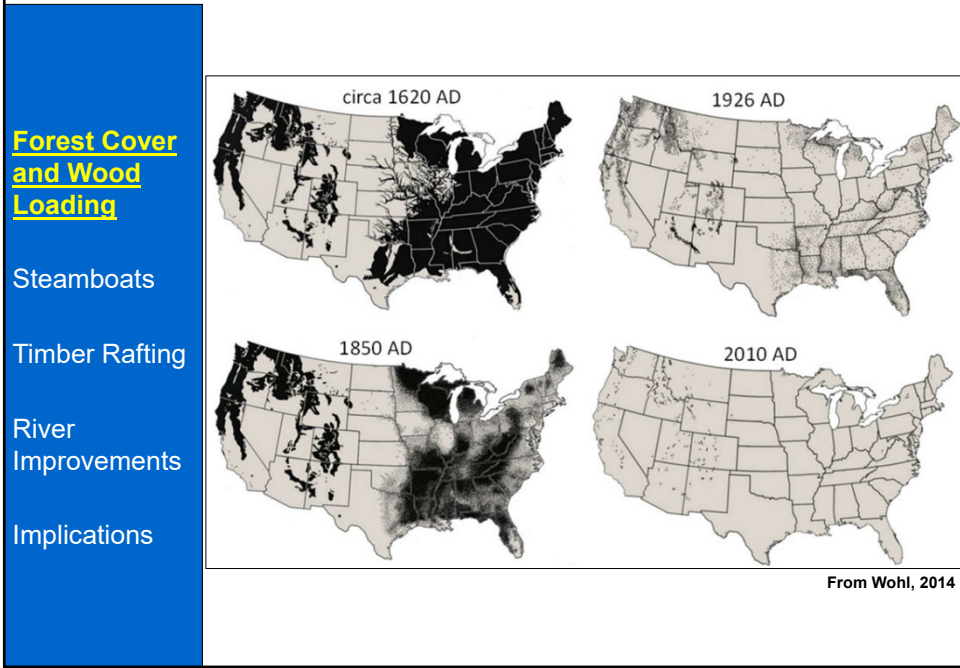 Forest Cover
and Wood
Loading
Steamboats
Timber Rafting
River
Improvements
Implications
circa 1620 AD
1926 AD
1850 AD
2010 AD
From Wohl, 2014